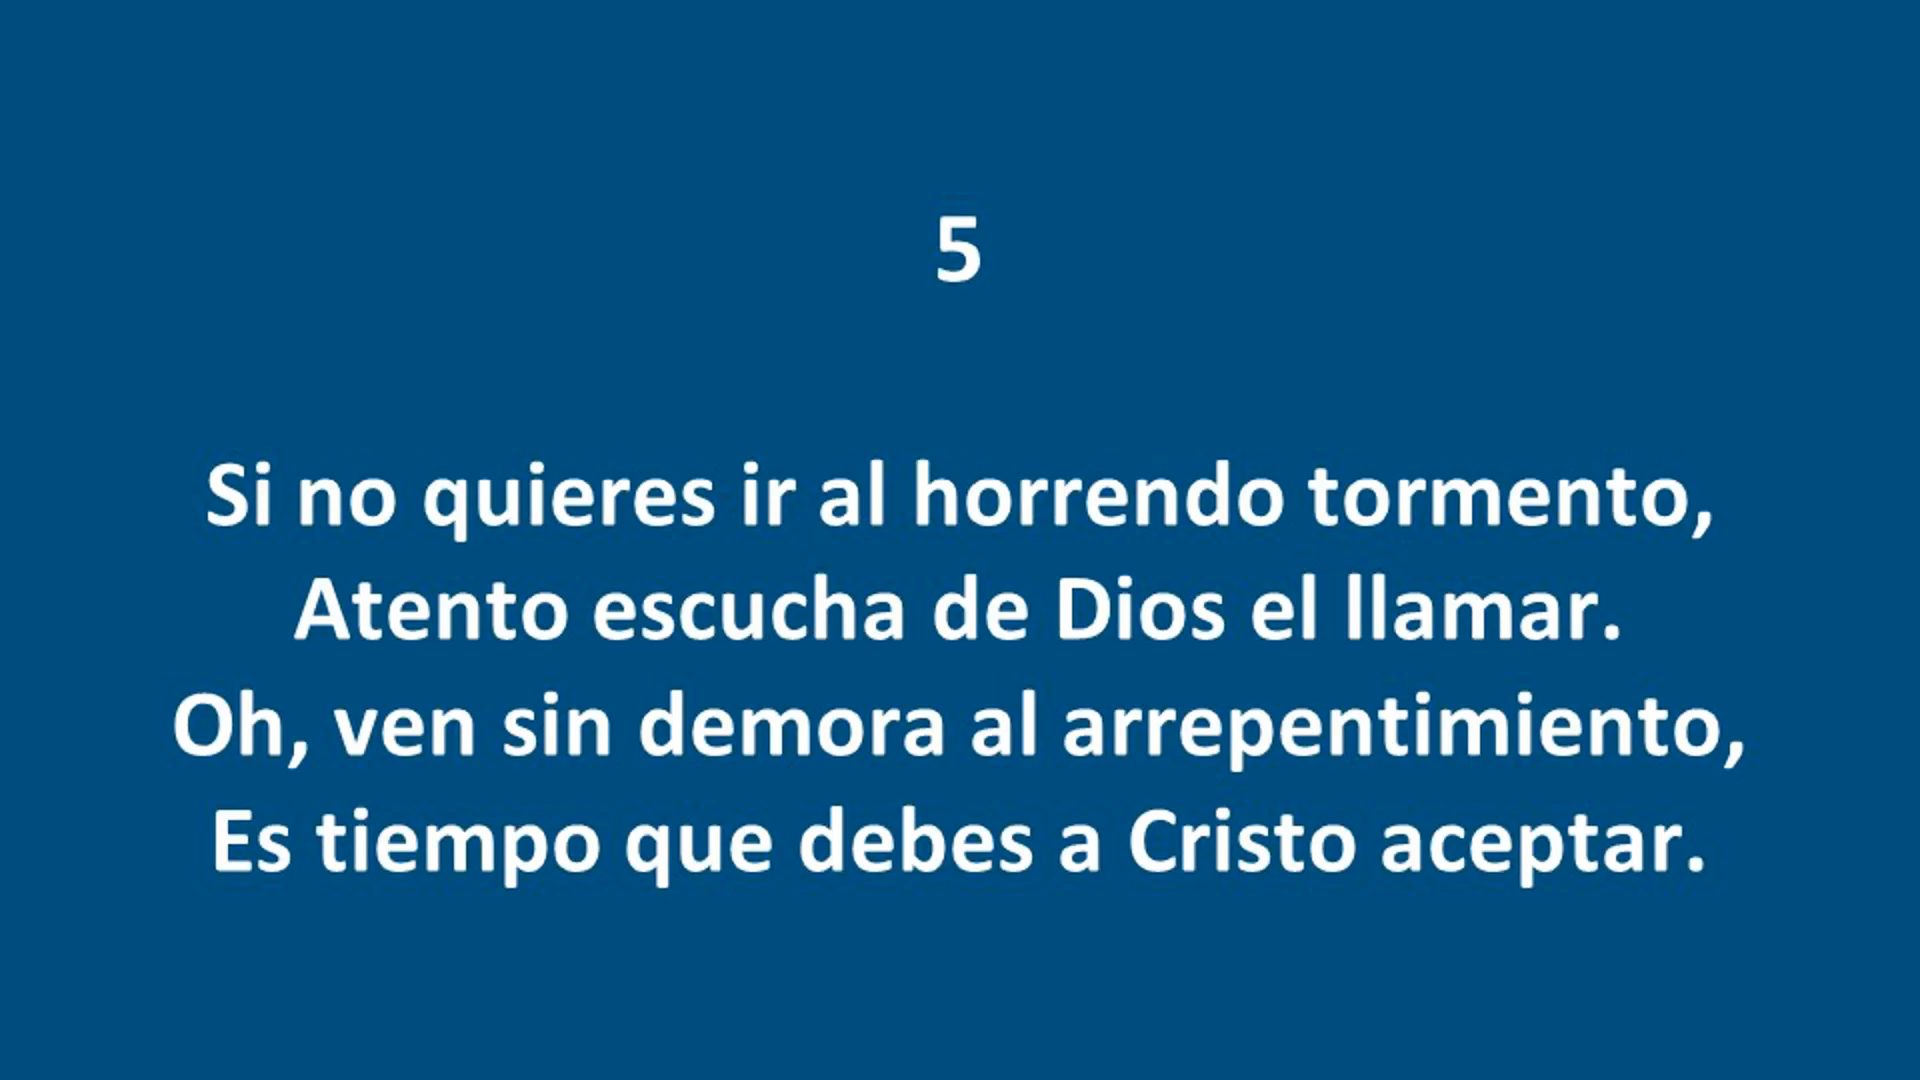 5
Si no quieres ir al horrendo tormento,
Atento escucha de Dios el llamar.
Oh, ven sin demora al arrepentimiento,
Es tiempo que debes a Cristo aceptar.